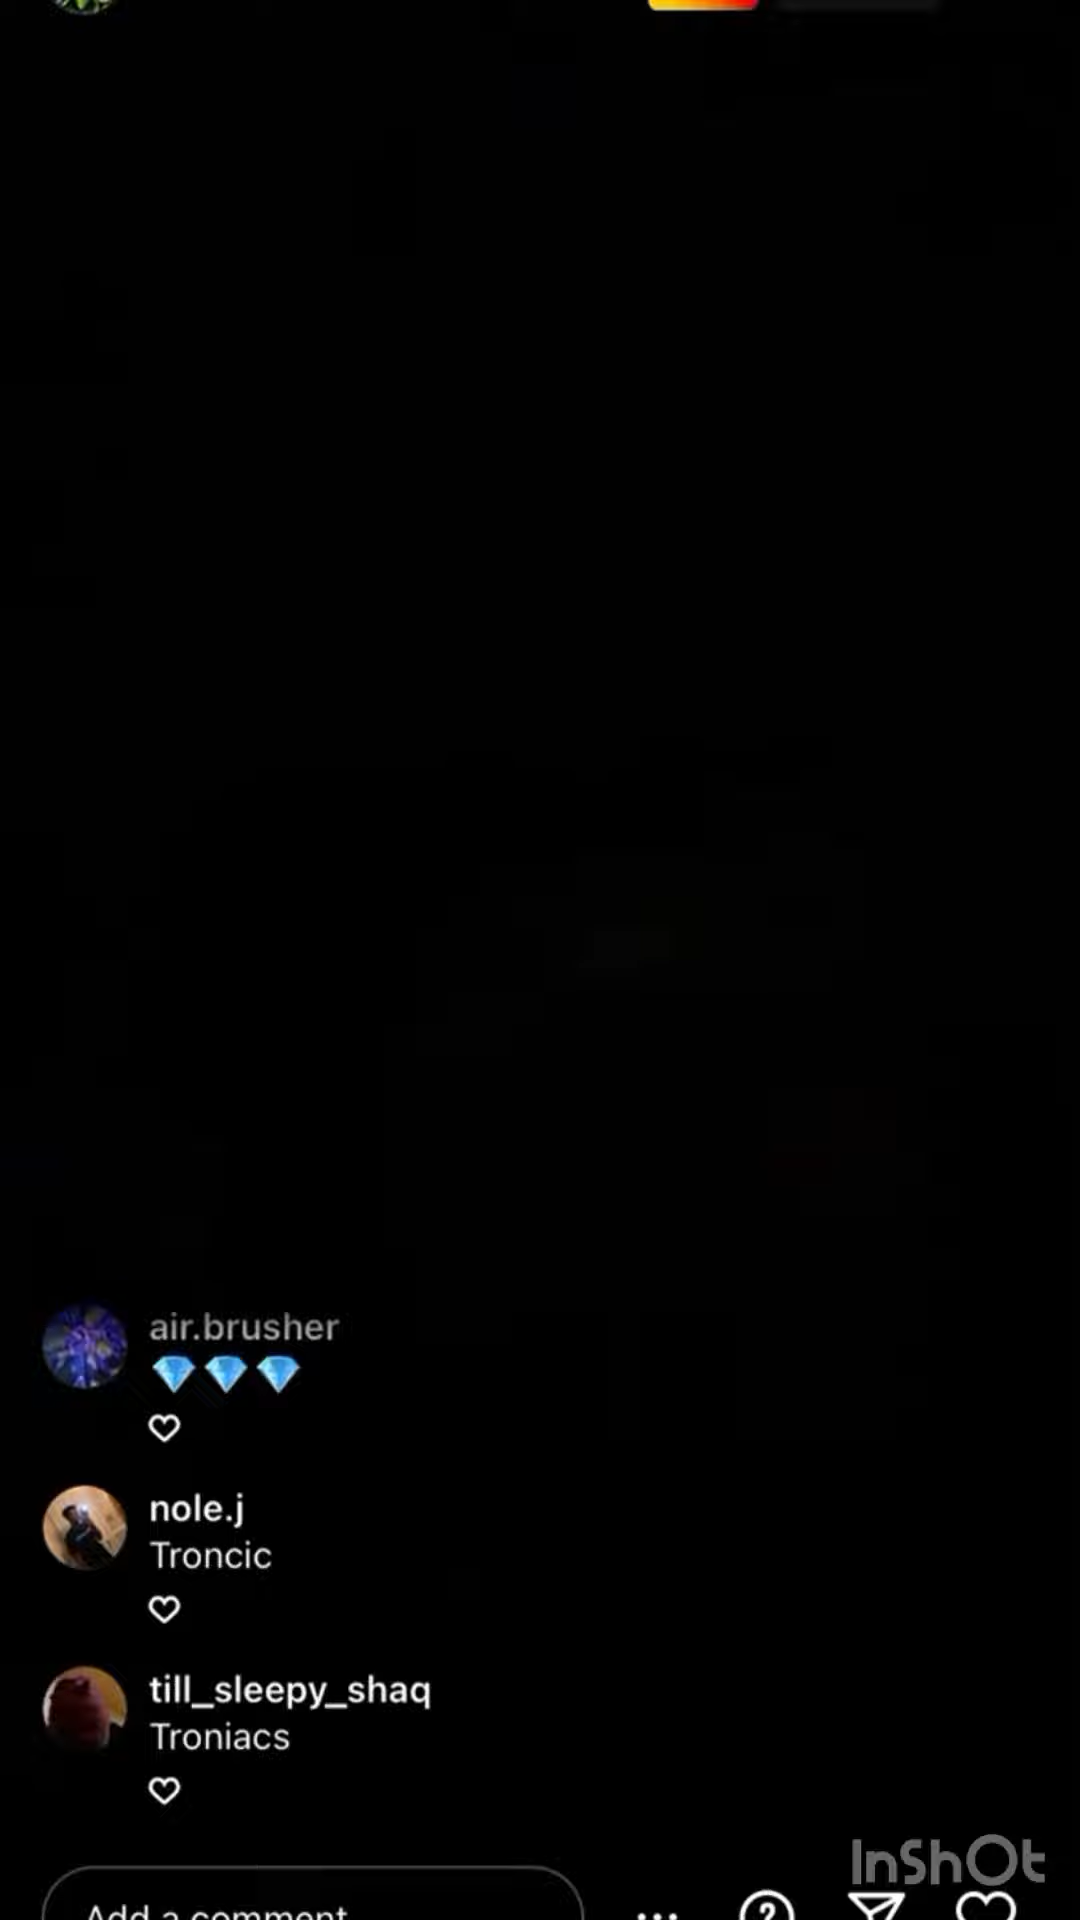 air.brusher
💎💎💎
nole.j
Troncic
till_sleepy_shaq
Troniacs
Add a comment
InShOt